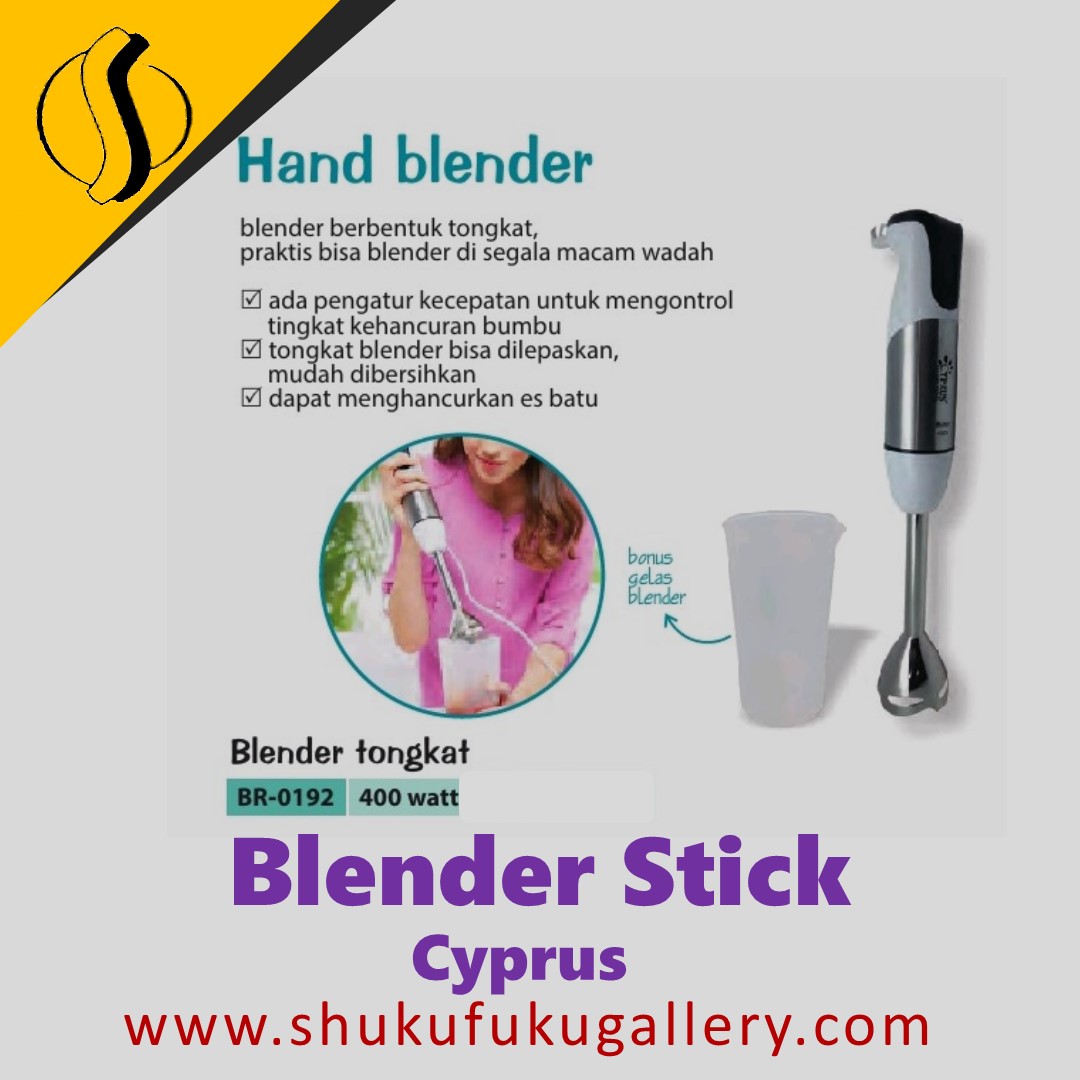 Hand blender
blender berbentuk tongkat,
praktis bisa blender di segala macam wadah
☑ ada pengatur kecepatan untuk mengontrol
tingkat kehancuran bumbu
☑ tongkat blender bisa dilepaskan,
mudah dibersihkan
☑ dapat menghancurkan es batu
bonus
gelas
blender
Blender tongkat
BR-0192 400 watt
Blender Stick
Cyprus
www.shukufukugallery.com